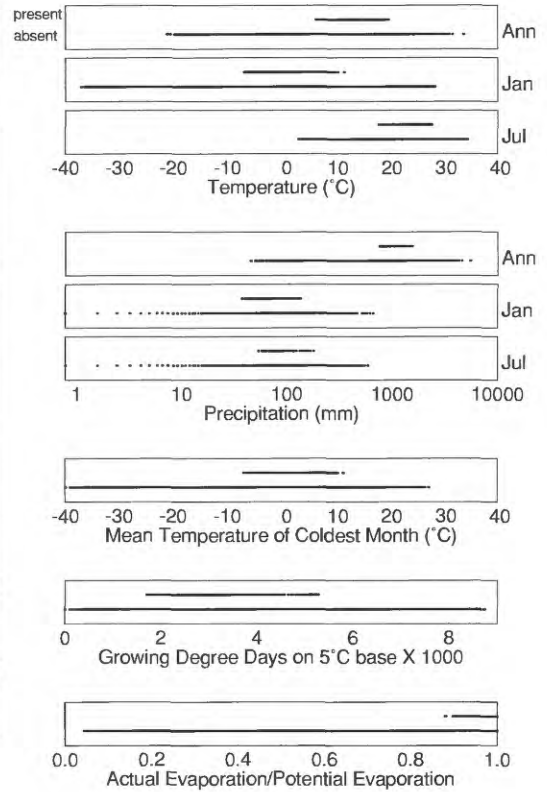 present
absent
Ann
Jan
Jul
-40 -30 -20 -10 0 10 20 30 40
Temperature (°C)
Ann
Jan
Jul
1 10 100 1000 10000
Precipitation (mm)
-40 -30 -20 -10 0 10 20 30 40
Mean Temperature of Coldest Month (°C)
0 2 4 6 8
Growing Degree Days on 5°C base X 1000
0.0 0.2 0.4 0.6 0.8 1.0
Actual Evaporation/Potential Evaporation